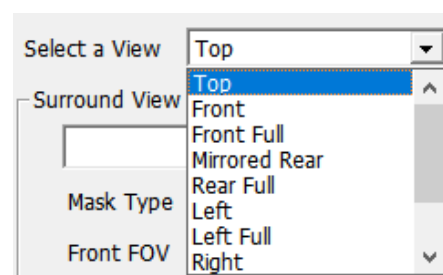 Select a View Top
Top
Surround View
Front
Front Full
Mirrored Rear
Rear Full
Mask Type
Left
Left Full
Front FOV
Right